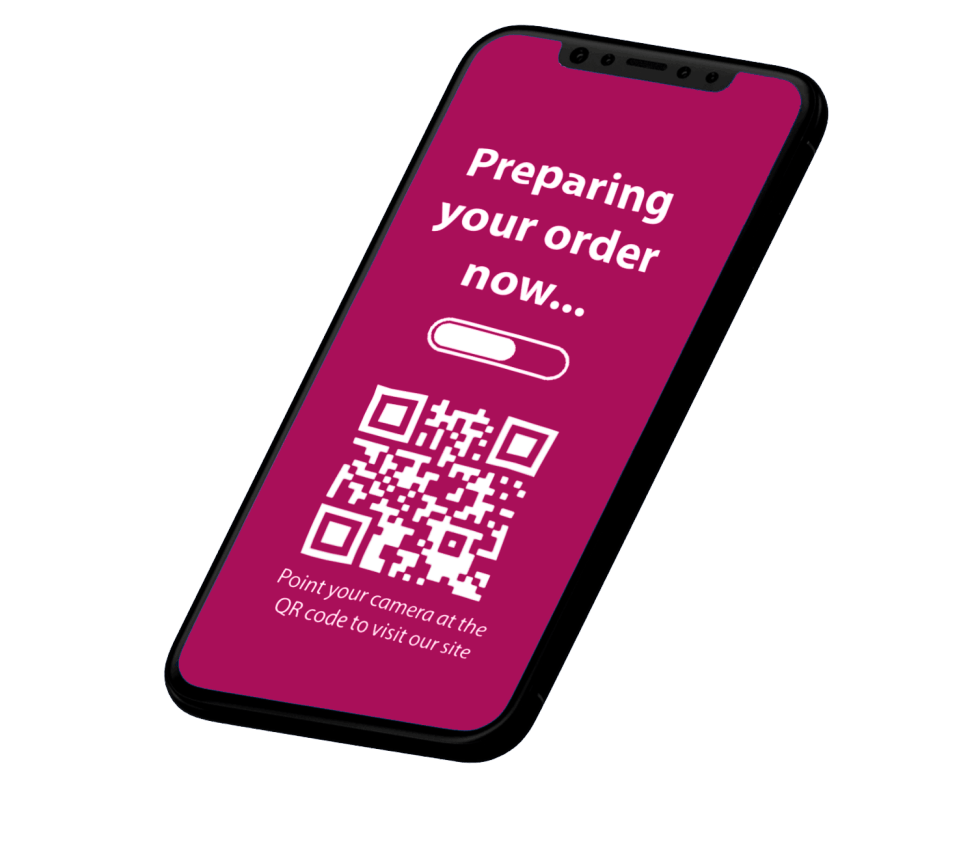 Preparing
your order
now...
Point your camera at the
QR code to visit our site